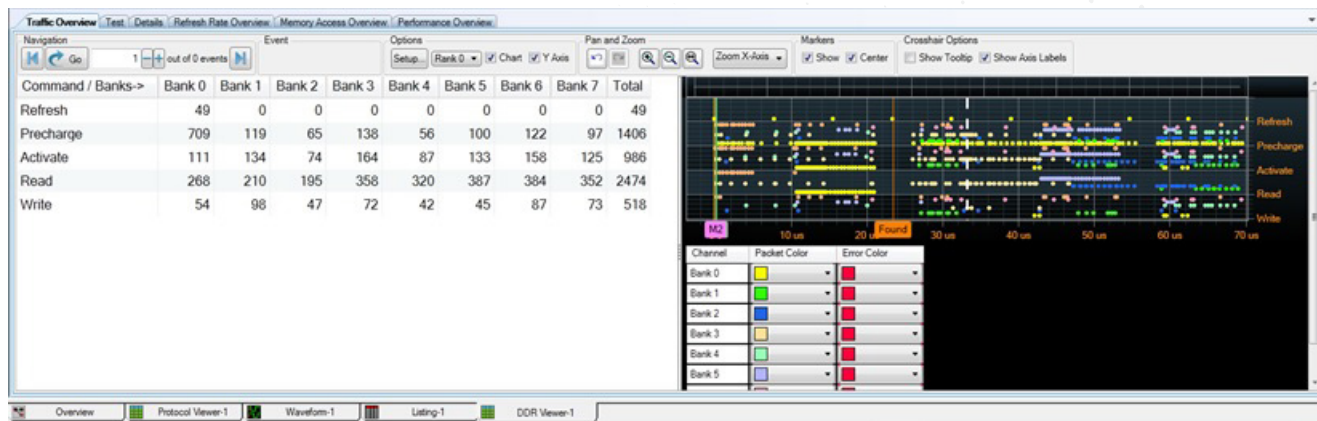 Traffic Overview Test Details Refresh Rate Overview Memory Access Overview Performance Overview
Navigation Event Options Pan and Zoom Markers Crosshair Options
Go 1 out of 0 events Setup... Rank 0 Chart Y Axis Zoom X-Axis Show Center Show Tooltip Show Axis Labels
Command / Banks-> Bank 0 Bank 1 Bank 2 Bank 3 Bank 4 Bank 5 Bank 6 Bank 7 Total
Refresh 49 0 0 0 0 0 0 0 49
Precharge 709 119 65 138 56 100 122 97 1406
Activate 111 134 74 164 87 133 158 125 986
Read 268 210 195 358 320 387 384 352 2474
Write 54 98 47 72 42 45 87 73 518
Refresh
Precharge
Activate
Read
Write
M2 Found
10 us 30 us 40 us 50 us 60 us 70 us
Channel Packet Color Error Color
Bank 0
Bank 1
Bank 2
Bank 3
Bank 4
Bank 5
Overview Protocol Viewer-1 Waveform-1 Listing-1 DDR Viewer-1